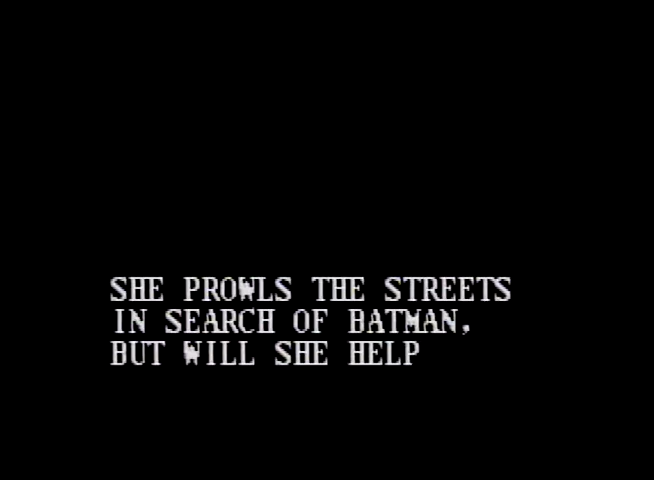 SHE PROWLS THE STREETS
IN SEARCH OF BATMAN,
BUT WILL SHE HELP